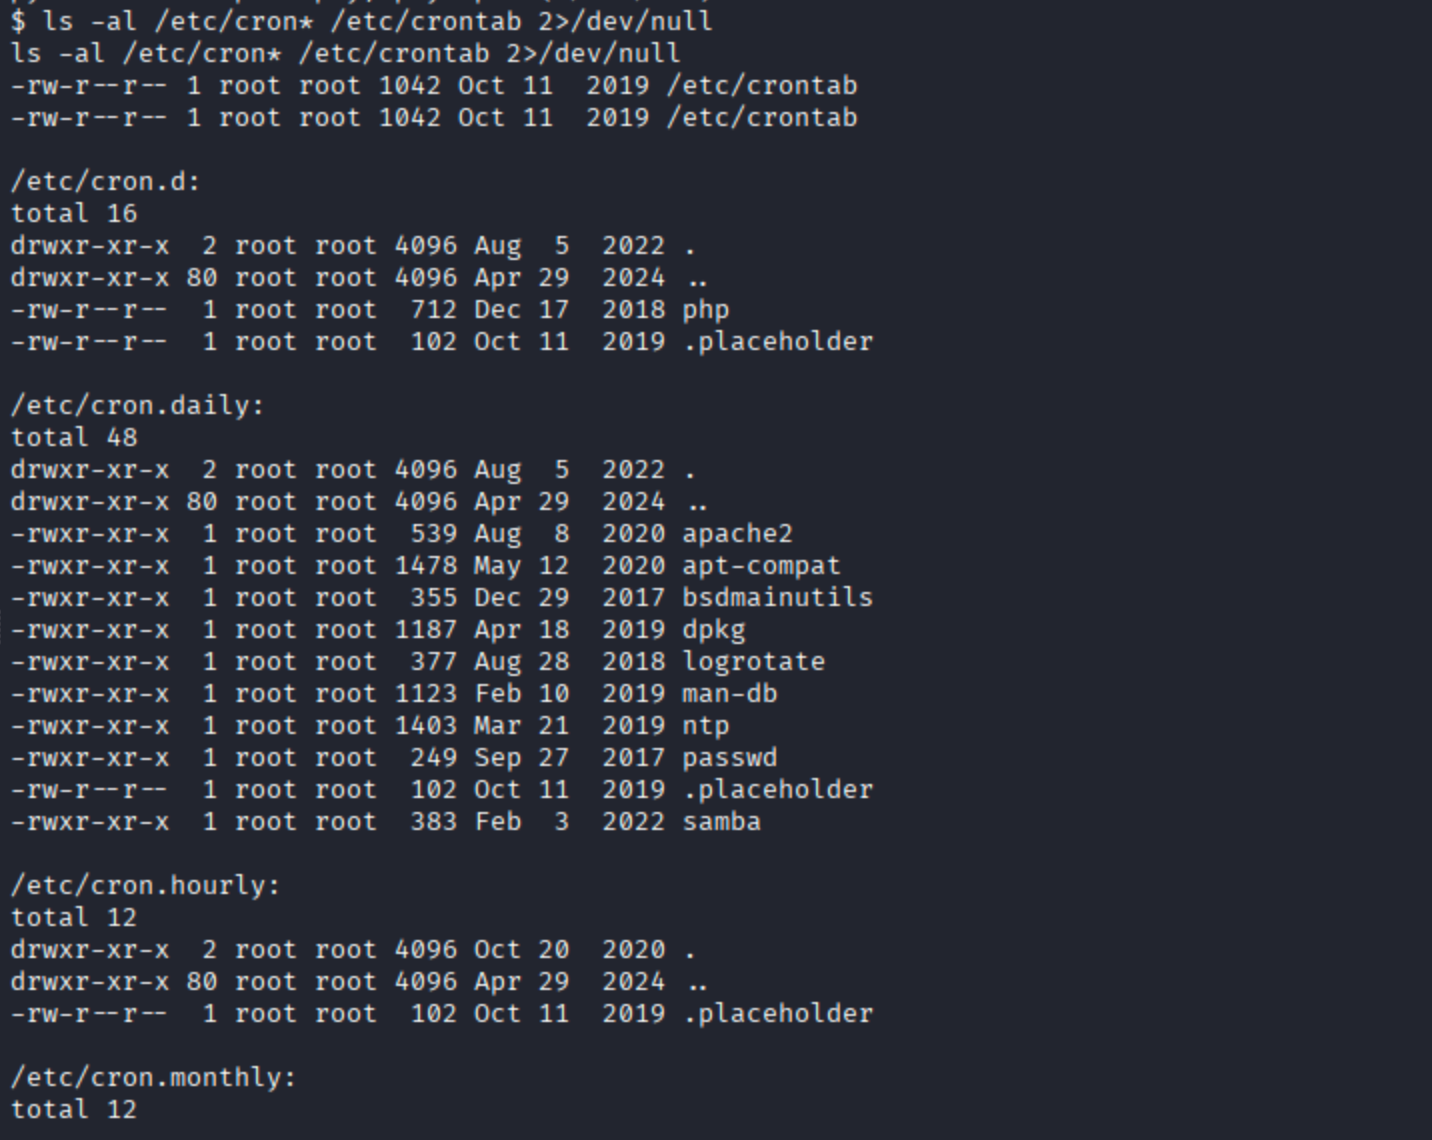 $ ls -al /etc/cron* /etc/crontab 2>/dev/null
ls -al /etc/cron* /etc/crontab 2>/dev/null
-rw-r--r-- 1 root root 1042 Oct 11  2019 /etc/crontab
-rw-r--r-- 1 root root 1042 Oct 11  2019 /etc/crontab

/etc/cron.d:
total 16
drwxr-xr-x  2 root root 4096 Aug  5  2022 .
drwxr-xr-x 80 root root 4096 Apr 29  2024 ..
-rw-r--r--  1 root root  712 Dec 17  2018 php
-rw-r--r--  1 root root  102 Oct 11  2019 .placeholder

/etc/cron.daily:
total 48
drwxr-xr-x  2 root root 4096 Aug  5  2022 .
drwxr-xr-x 80 root root 4096 Apr 29  2024 ..
-rwxr-xr-x  1 root root  539 Aug  8  2020 apache2
-rwxr-xr-x  1 root root 1478 May 12  2020 apt-compat
-rwxr-xr-x  1 root root  355 Dec 29  2017 bsdmainutils
-rwxr-xr-x  1 root root 1187 Apr 18  2019 dpkg
-rwxr-xr-x  1 root root  377 Aug 28  2018 logrotate
-rwxr-xr-x  1 root root 1123 Feb 10  2019 man-db
-rwxr-xr-x  1 root root 1403 Mar 21  2019 ntp
-rwxr-xr-x  1 root root  249 Sep 27  2017 passwd
-rw-r--r--  1 root root  102 Oct 11  2019 .placeholder
-rwxr-xr-x  1 root root  383 Feb  3  2022 samba

/etc/cron.hourly:
total 12
drwxr-xr-x  2 root root 4096 Oct 20  2020 .
drwxr-xr-x 80 root root 4096 Apr 29  2024 ..
-rw-r--r--  1 root root  102 Oct 11  2019 .placeholder

/etc/cron.monthly:
total 12